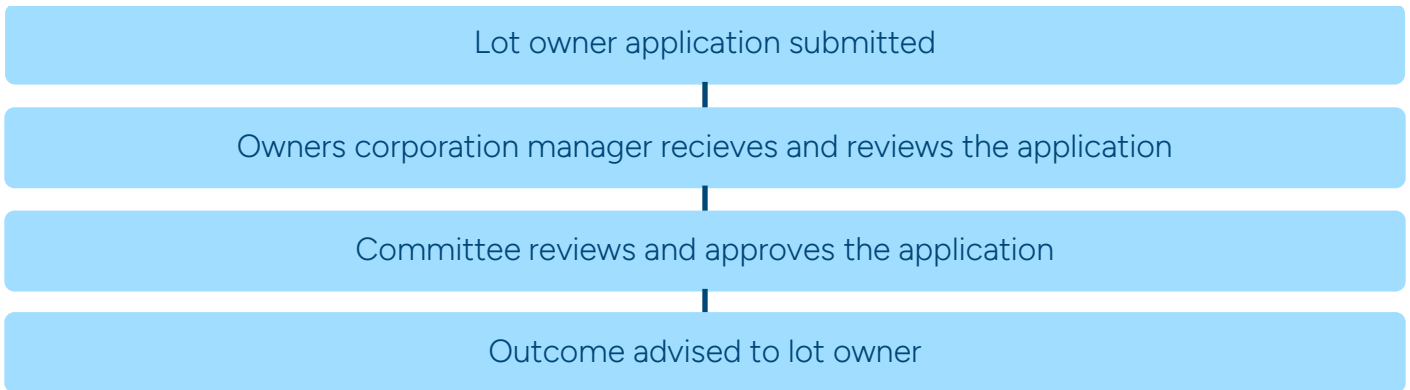 Lot owner application submitted
Owners corporation manager recieves and reviews the application
Committee reviews and approves the application
Outcome advised to lot owner